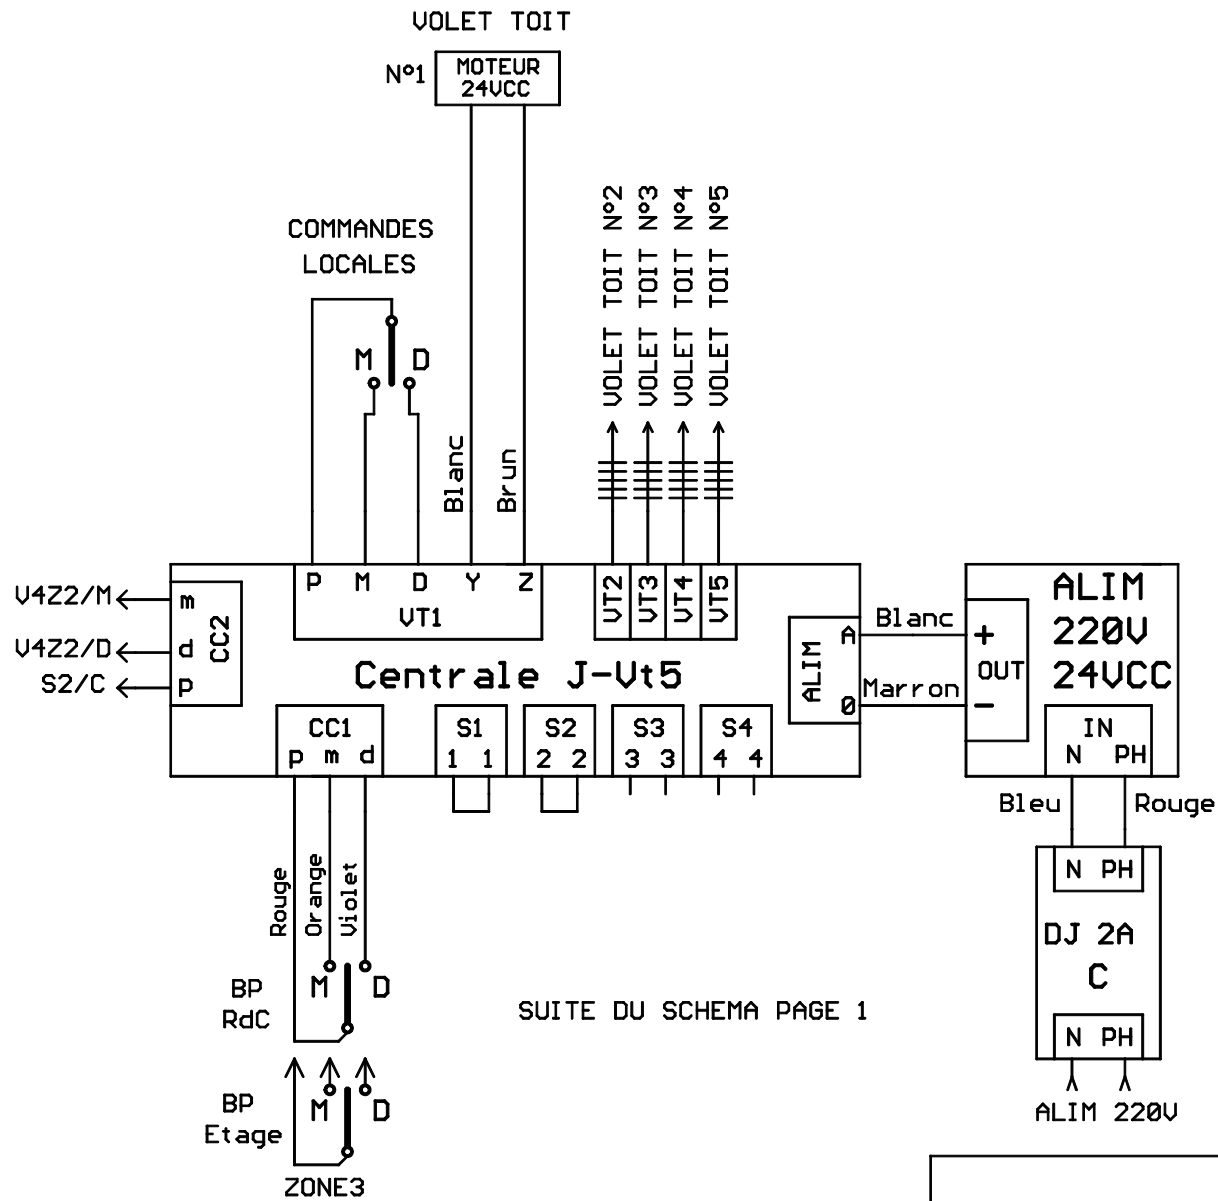 VOLET TOIT
N°1
MOTEUR
24VCC
COMMANDES
LOCALES
M D
Blanc
Brun
VOLET TOIT N°2
VOLET TOIT N°3
VOLET TOIT N°4
VOLET TOIT N°5
V4Z2/M
V4Z2/D
S2/C
m
d
p
CC2
P M D Y Z
VT1
VT2
VT3
VT4
VT5
Centrale J-Vt5
ALIM
A
0
Blanc
Marron
+
-
OUT
ALIM
220V
24VCC
IN
N PH
CC1
p m d
S1
1 1
S2
2 2
S3
3 3
S4
4 4
Bleu
Rouge
N PH
DJ 2A
C
N PH
ALIM 220V
Rouge
Orange
Violet
BP
RdC
M D
SUITE DU SCHEMA PAGE 1
BP
Etage
M D
ZONE3